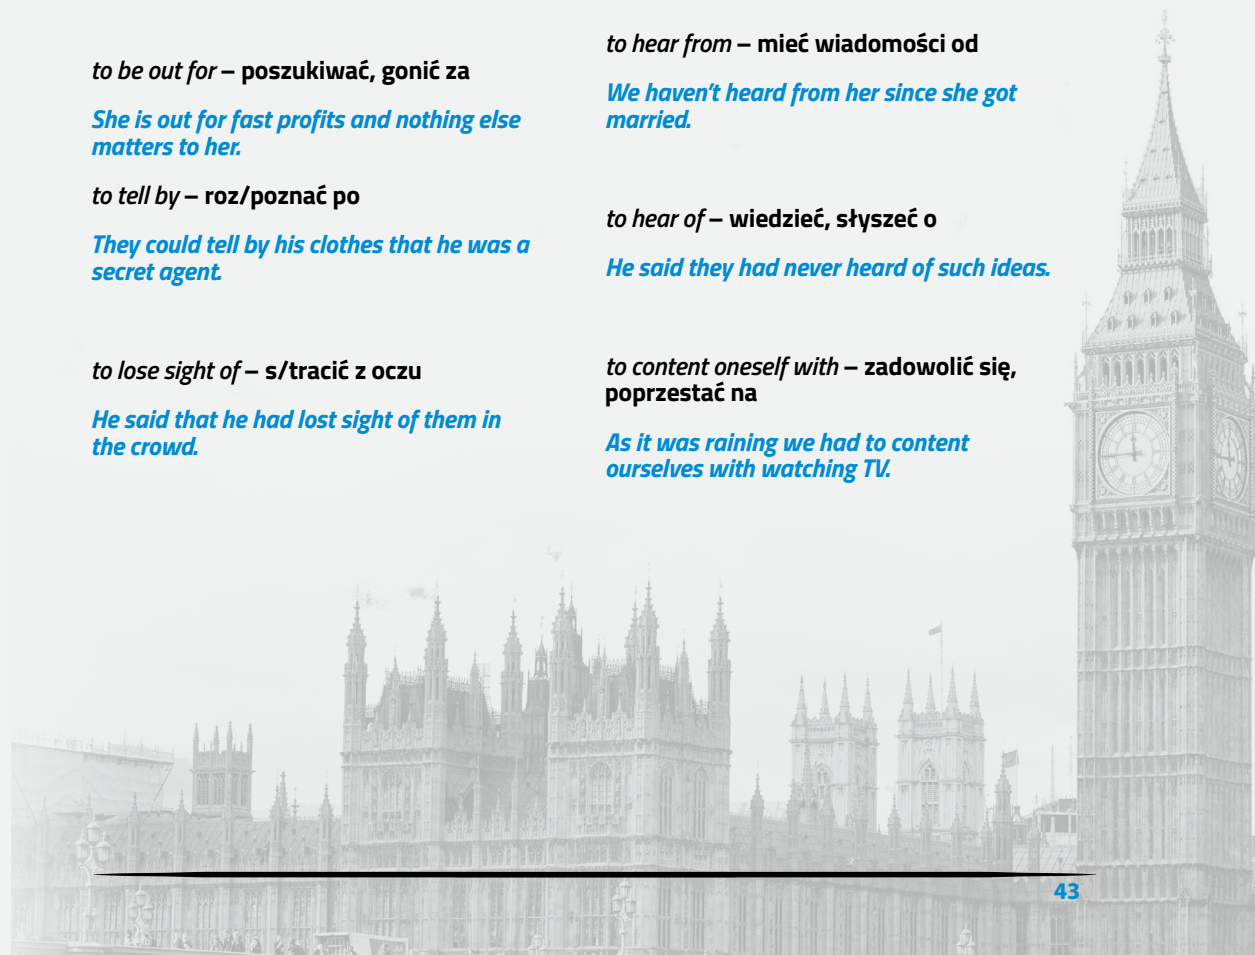 to be out for – poszukiwać, gonić za
She is out for fast profits and nothing else
matters to her.
to tell by – roz/poznać po
They could tell by his clothes that he was a
secret agent.
to lose sight of – s/tracić z oczu
He said that he had lost sight of them in
the crowd.
to hear from – mieć wiadomości od
We haven’t heard from her since she got
married.
to hear of – wiedzieć, słyszeć o
He said they had never heard of such ideas.
to content oneself with – zadowolić się,
poprzestać na
As it was raining we had to content
ourselves with watching TV.
43